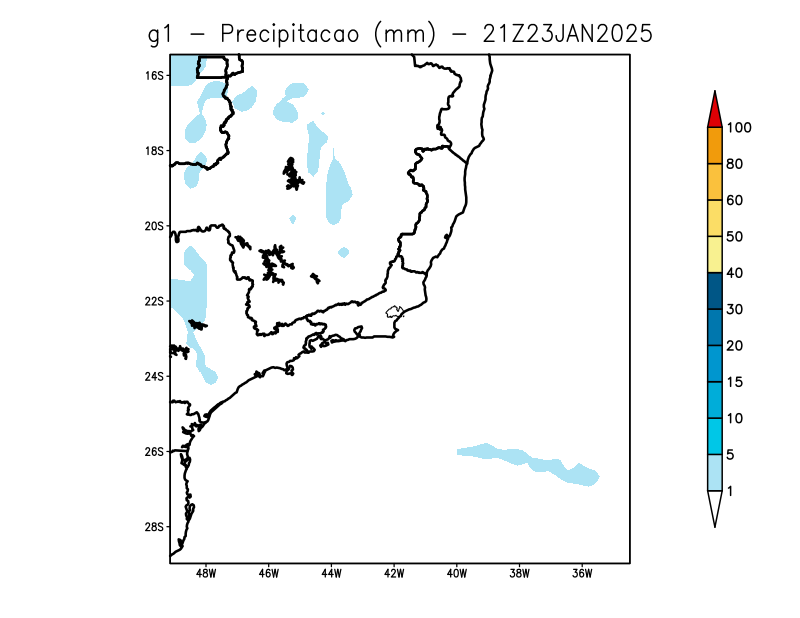 g1 – Precipitacao (mm) – 21Z23JAN2025
16S
18S
20S
22S
24S
26S
28S
48W 46W 44W 42W 40W 38W 36W
100
80
60
50
40
30
20
15
10
5
1